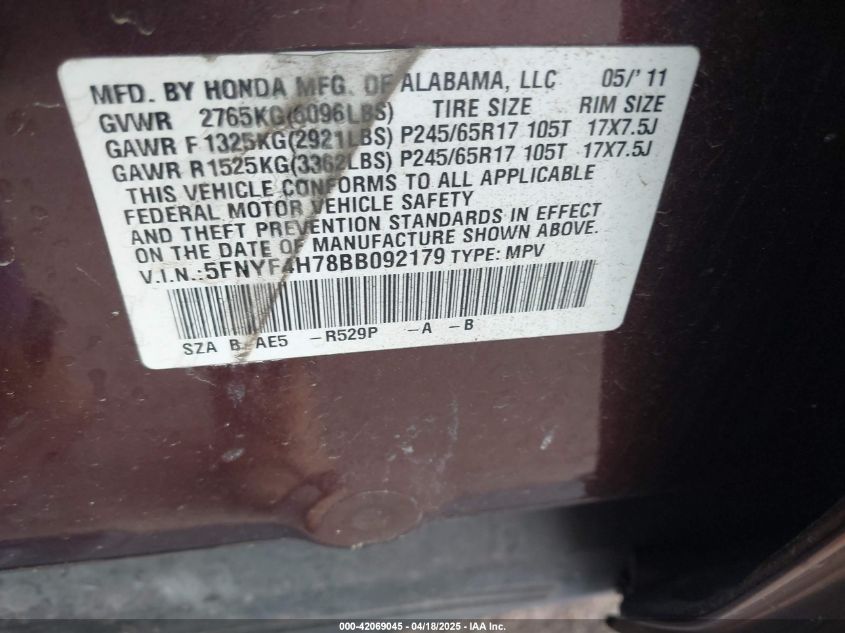 MFD. BY HONDA MFG. OF ALABAMA, LLC 05/'11
GVWR 2765KG(6096LBS) TIRE SIZE RIM SIZE
GAWR F 1325KG(2921LBS) P245/65R17 105T 17X7.5J
GAWR R 1525KG(3362LBS) P245/65R17 105T 17X7.5J
THIS VEHICLE CONFORMS TO ALL APPLICABLE
FEDERAL MOTOR VEHICLE SAFETY
AND THEFT PREVENTION STANDARDS IN EFFECT
ON THE DATE OF MANUFACTURE SHOWN ABOVE.
V.I.N.:5FNYF4H78BB092179 TYPE: MPV
SZA B AE5 -R529P -A -B
000-42069045 - 04/18/2025 - IAA Inc.